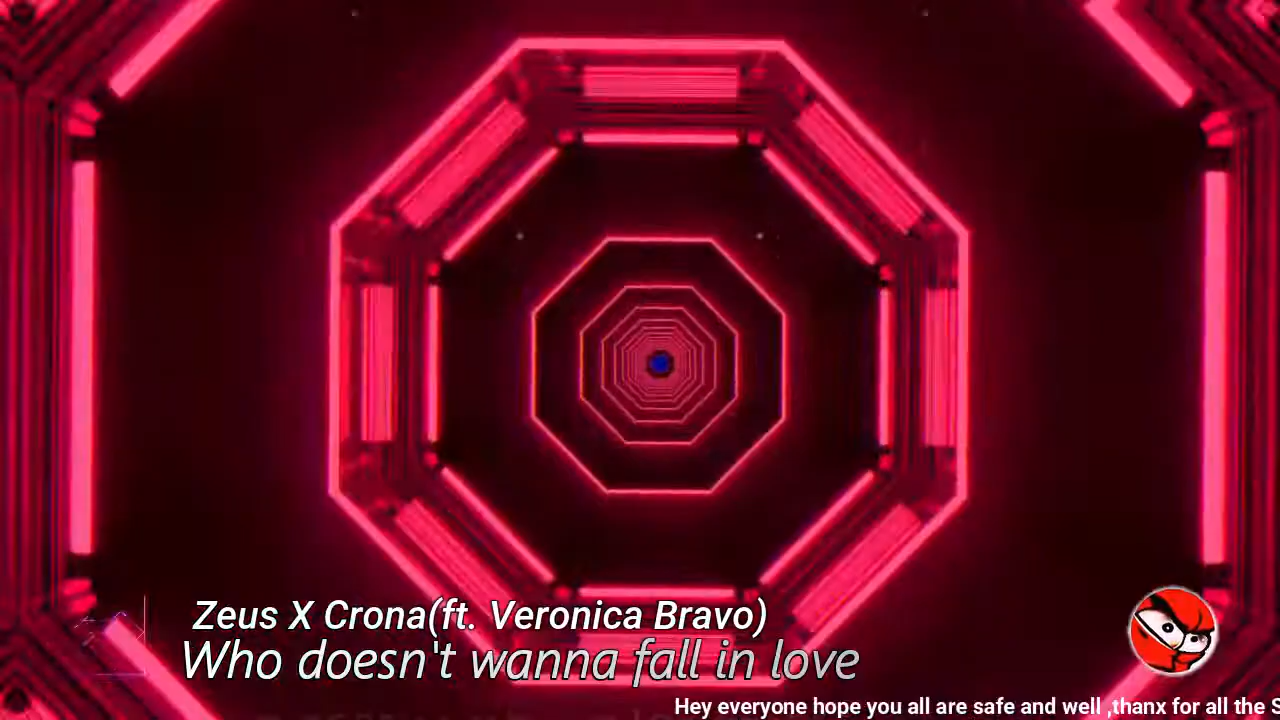 Zeus X Crona(ft. Veronica Bravo)
Who doesn't wanna fall in love
Hey everyone hope you all are safe and well ,thanx for all the S